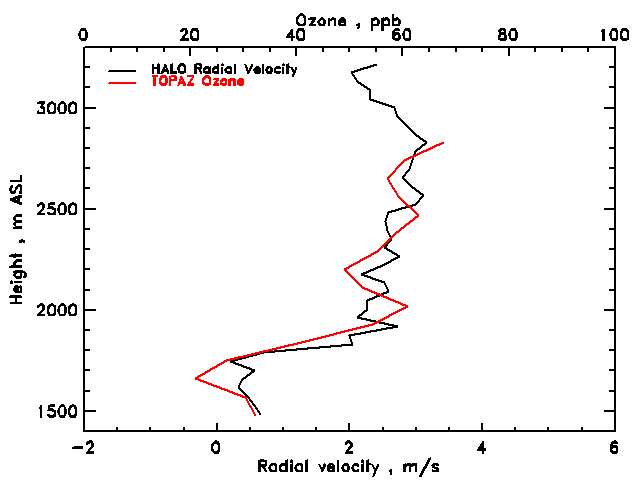 Ozone , ppb
0 20 40 60 80 100
HALO Radial Velocity
TOPAZ Ozone
3000
2500
2000
1500
Height , m ASL
-2 0 2 4 6
Radial velocity , m/s